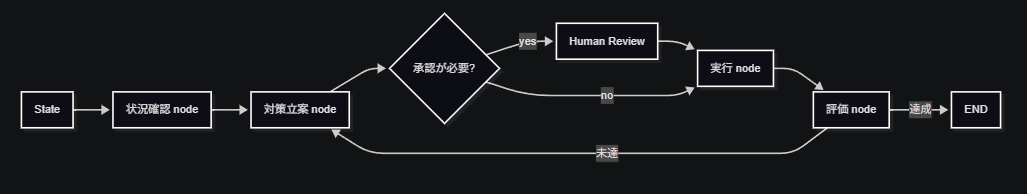 State
状況確認 node
対策立案 node
承認が必要?
yes
Human Review
no
実行 node
評価 node
達成
END
未達